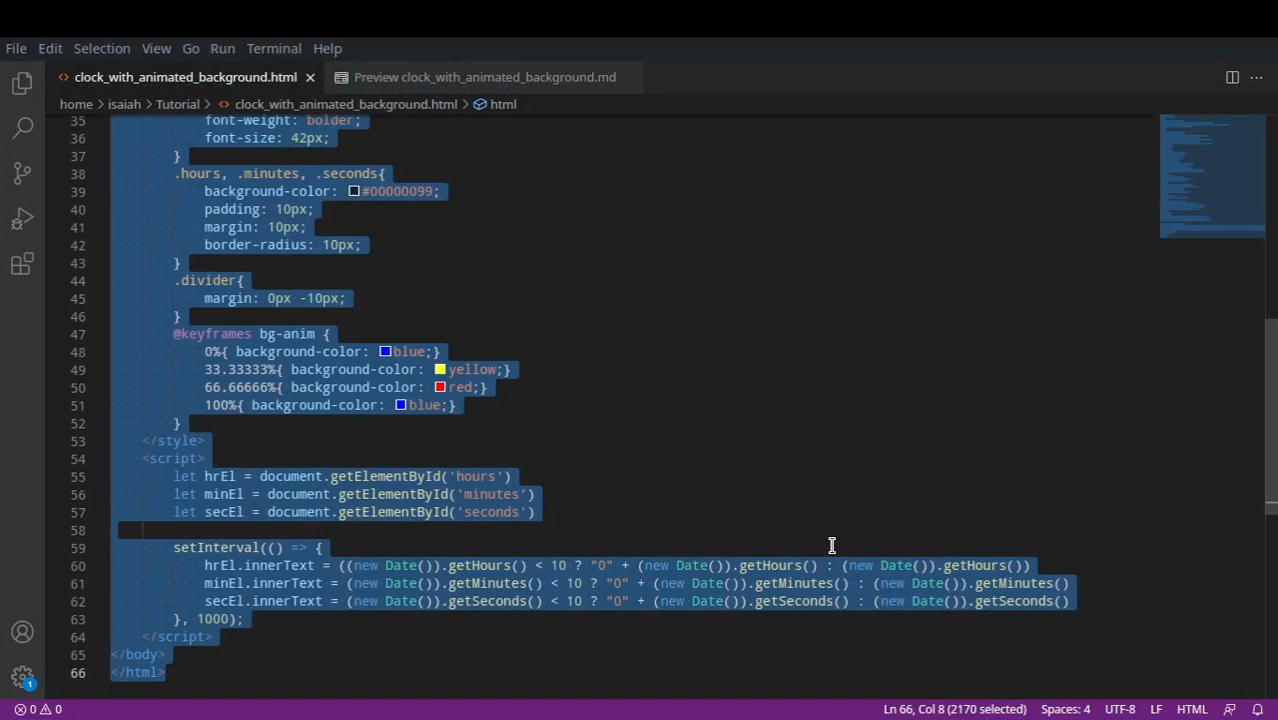 File Edit Selection View Go Run Terminal Help
clock_with_animated_background.html Preview clock_with_animated_background.md
home > isaiah > Tutorial > clock_with_animated_background.html > html
35 font-weight: bolder;
36 font-size: 42px;
37 }
38 .hours, .minutes, .seconds{
39 background-color: #00000099;
40 padding: 10px;
41 margin: 10px;
42 border-radius: 10px;
43 }
44 .divider{
45 margin: 0px -10px;
46 }
47 @keyframes bg-anim {
48 0%{ background-color: blue;}
49 33.33333%{ background-color: yellow;}
50 66.66666%{ background-color: red;}
51 100%{ background-color: blue;}
52 }
53 </style>
54 <script>
55 let hrEl = document.getElementById('hours')
56 let minEl = document.getElementById('minutes')
57 let secEl = document.getElementById('seconds')
58
59 setInterval(() => {
60 hrEl.innerText = ((new Date()).getHours() < 10 ? "0" + (new Date()).getHours() : (new Date()).getHours())
61 minEl.innerText = (new Date()).getMinutes() < 10 ? "0" + (new Date()).getMinutes() : (new Date()).getMinutes()
62 secEl.innerText = (new Date()).getSeconds() < 10 ? "0" + (new Date()).getSeconds() : (new Date()).getSeconds()
63 }, 1000);
64 </script>
65 </body>
66 </html>
1
0 0 Ln 66, Col 8 (2170 selected) Spaces: 4 UTF-8 LF HTML